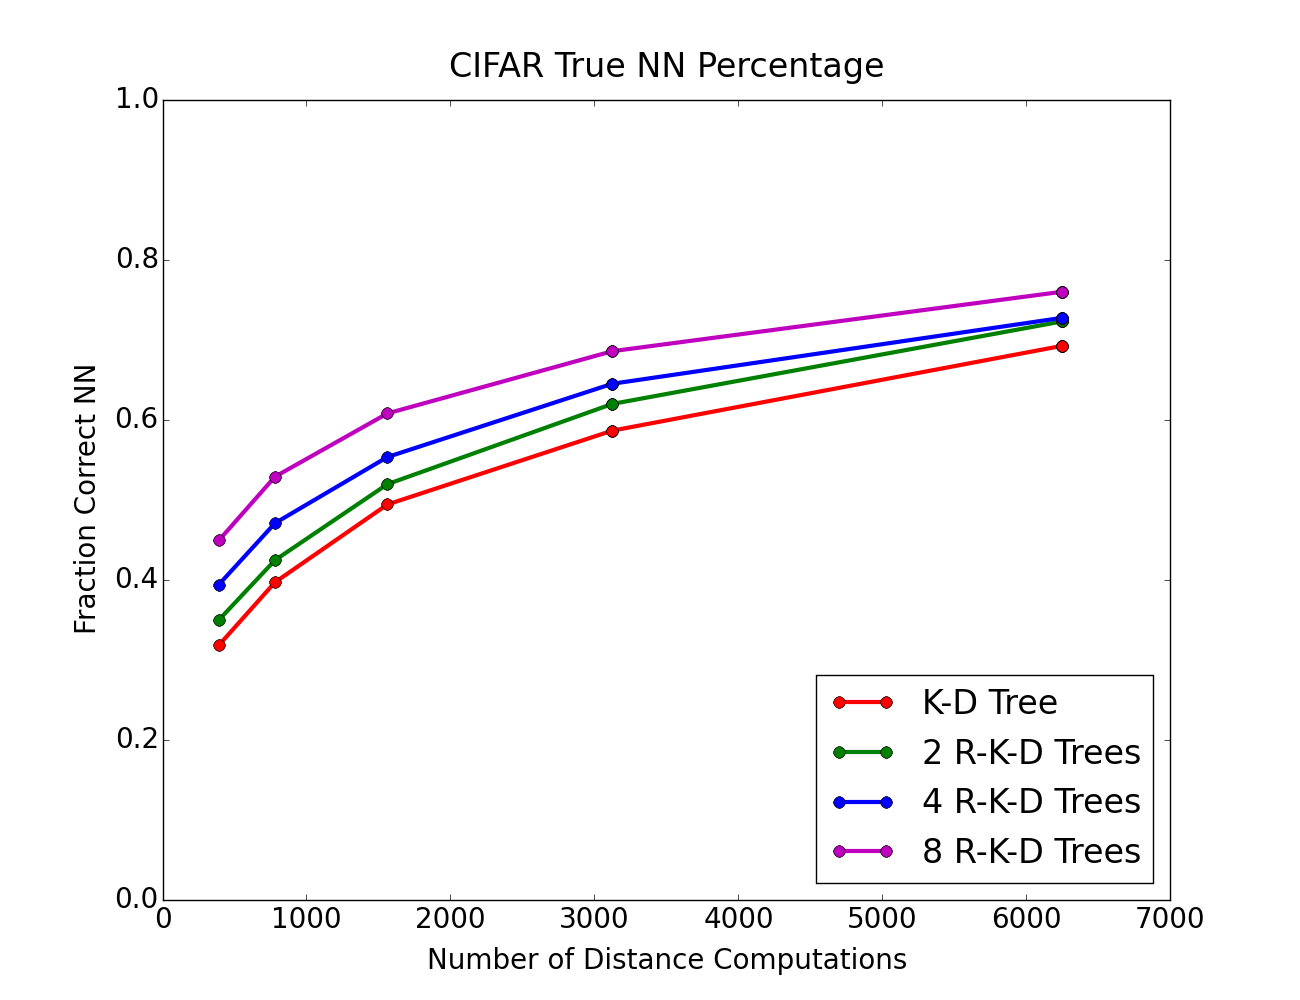 CIFAR True NN Percentage
1.0
0.8
0.6
0.4
0.2
0.0
Fraction Correct NN
K-D Tree
2 R-K-D Trees
4 R-K-D Trees
8 R-K-D Trees
0 1000 2000 3000 4000 5000 6000 7000
Number of Distance Computations